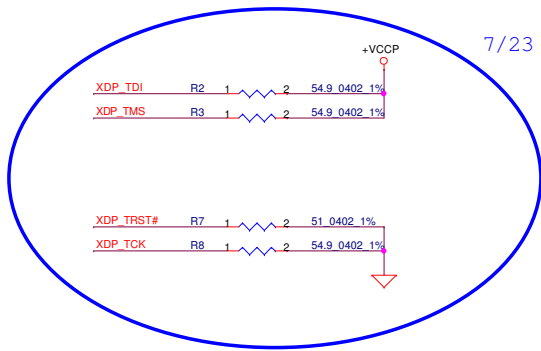 7/23
+VCCP
XDP_TDI R2 1 2 54.9_0402_1%
XDP_TMS R3 1 2 54.9_0402_1%
XDP_TRST# R7 1 2 51_0402_1%
XDP_TCK R8 1 2 54.9_0402_1%